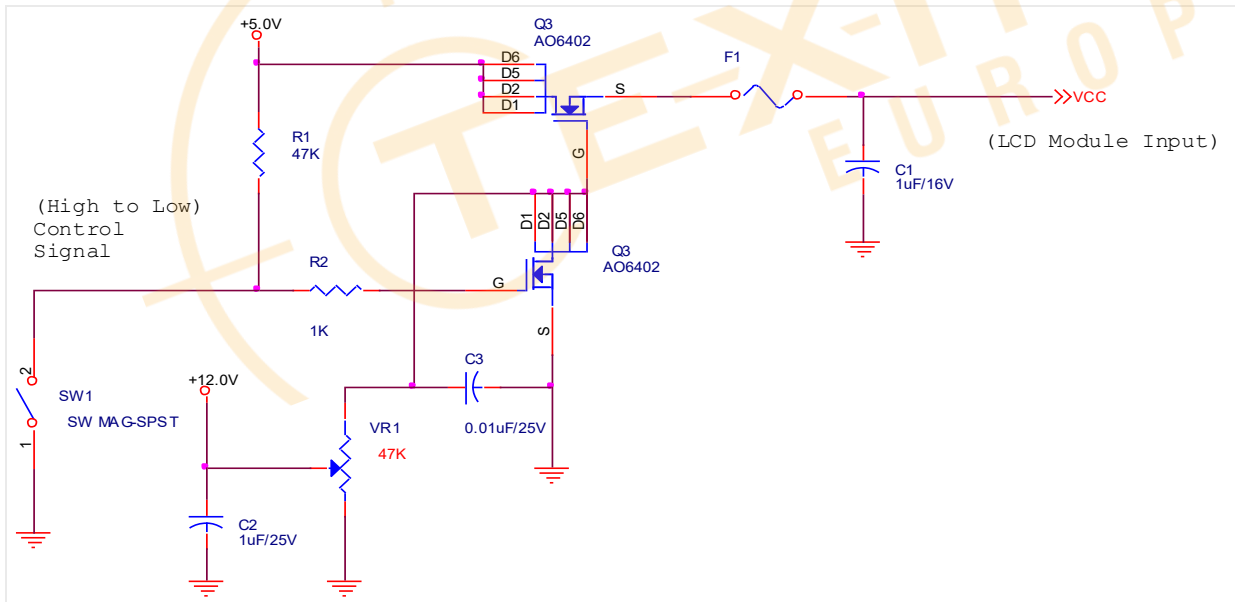 +5.0V
Q3
AO6402
D6
D5
D2
D1
S
G
F1
VCC
(LCD Module Input)
R1
47K
C1
1uF/16V
(High to Low)
Control
Signal
D1
D2
D5
D6
Q3
AO6402
R2
1K
G
S
2
1
SW1
SW MAG-SPST
+12.0V
C3
0.01uF/25V
VR1
47K
C2
1uF/25V
EUROP